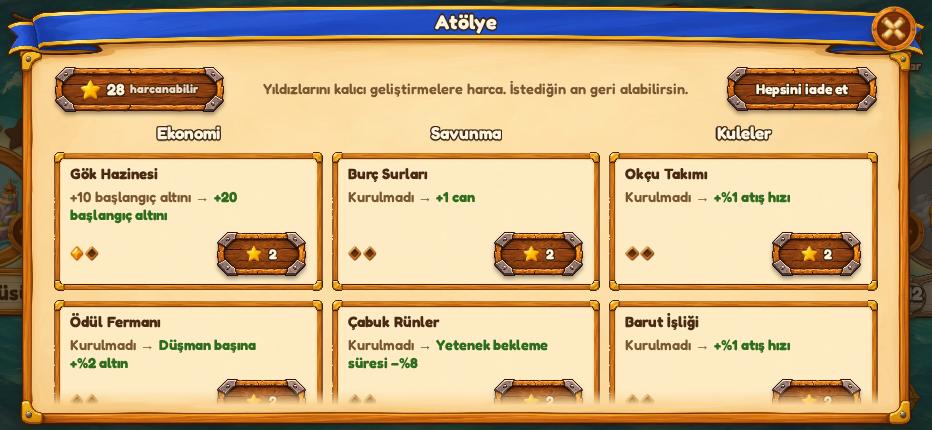 Atölye
28 harcanabilir
Yıldızlarını kalıcı geliştirmelere harca. İstediğin an geri alabilirsin.
Hepsini iade et
Ekonomi
Savunma
Kuleler
Gök Hazinesi
+10 başlangıç altını → +20
başlangıç altını
2
Burç Surları
Kurulmadı → +1 can
2
Okçu Takımı
Kurulmadı → +%1 atış hızı
2
Ödül Fermanı
Kurulmadı → Düşman başına
+%2 altın
2
Çabuk Rünler
Kurulmadı → Yetenek bekleme
süresi −%8
2
Barut İşliği
Kurulmadı → +%1 atış hızı
2